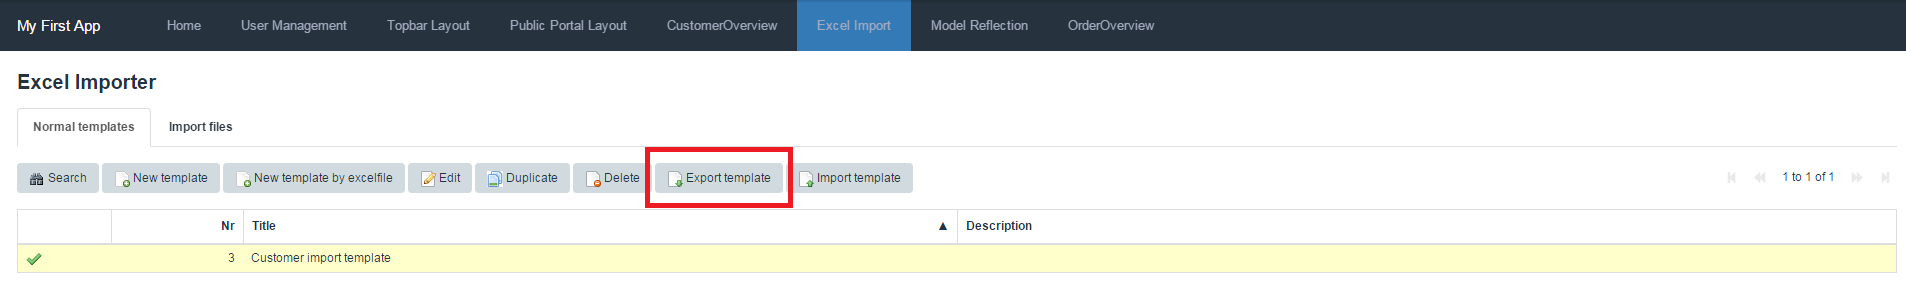 My First App Home User Management Topbar Layout Public Portal Layout CustomerOverview Excel Import Model Reflection OrderOverview
Excel Importer
Normal templates Import files
Search New template New template by excelfile Edit Duplicate Delete Export template Import template 1 to 1 of 1
Nr Title ▲ Description
3 Customer import template